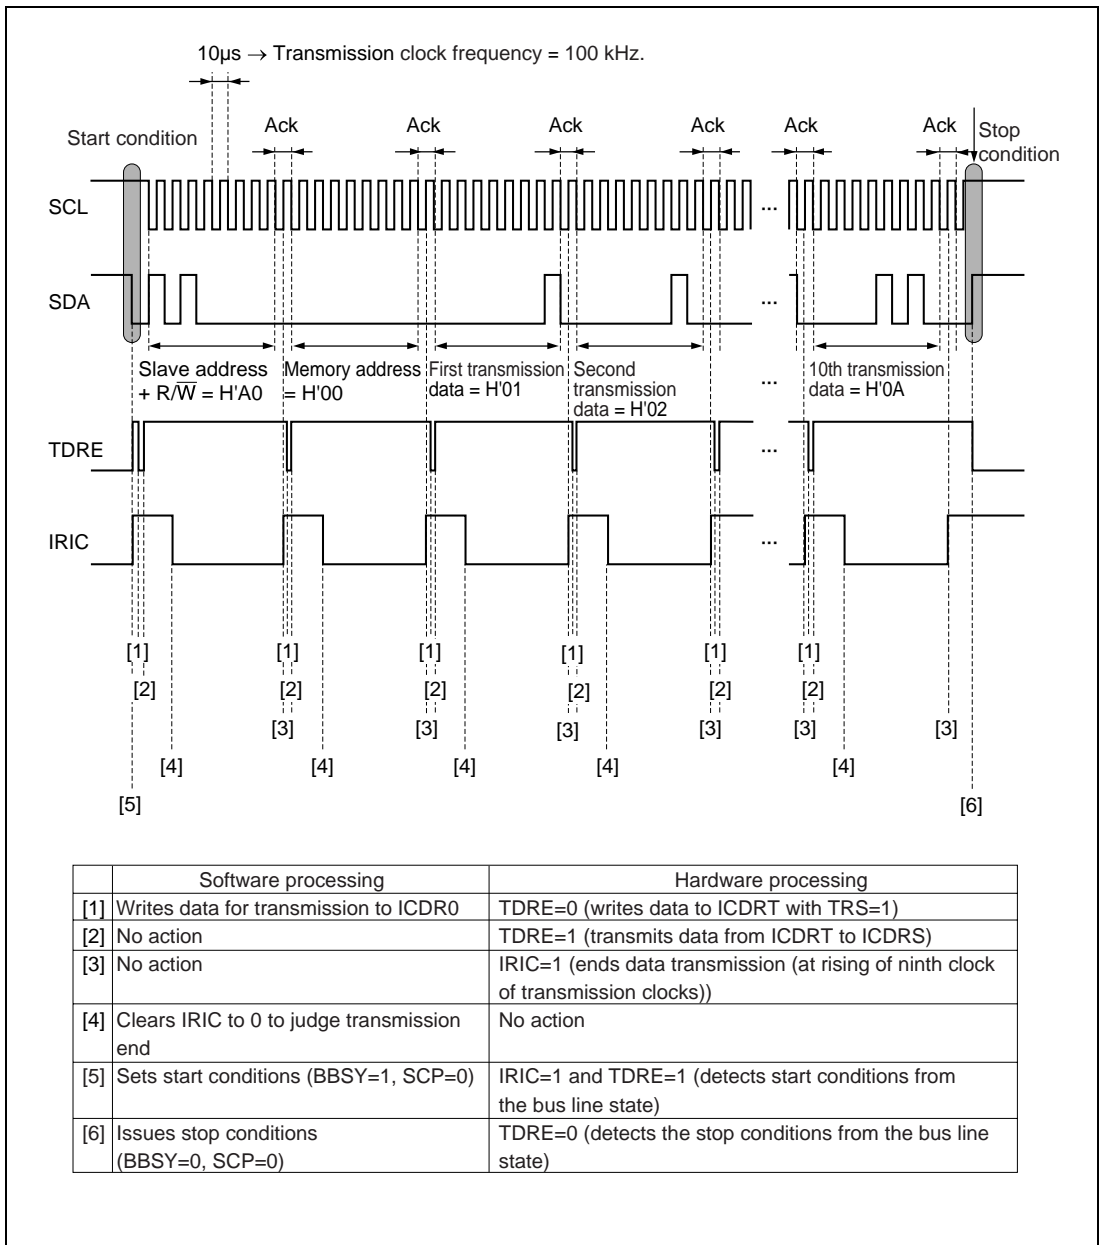 10µs → Transmission clock frequency = 100 kHz.
Start condition
Ack Ack Ack Ack Ack Ack
Stop
condition
SCL
...
SDA
...
Slave address
+ R/W̅ = H'A0
Memory address
= H'00
First transmission
data = H'01
Second
transmission
data = H'02
...
10th transmission
data = H'0A
TDRE
...
IRIC
...
[1] [1] [1] [1] [1] [1]
[2] [2] [2] [2] [2] [2]
[3] [3] [3] [3] [3] [3]
[4] [4] [4] [4] [4]
[5] [6]
Software processing Hardware processing
[1] Writes data for transmission to ICDR0 TDRE=0 (writes data to ICDRT with TRS=1)
[2] No action TDRE=1 (transmits data from ICDRT to ICDRS)
[3] No action IRIC=1 (ends data transmission (at rising of ninth clock
of transmission clocks))
[4] Clears IRIC to 0 to judge transmission No action
end
[5] Sets start conditions (BBSY=1, SCP=0) IRIC=1 and TDRE=1 (detects start conditions from
the bus line state)
[6] Issues stop conditions TDRE=0 (detects the stop conditions from the bus line
(BBSY=0, SCP=0) state)